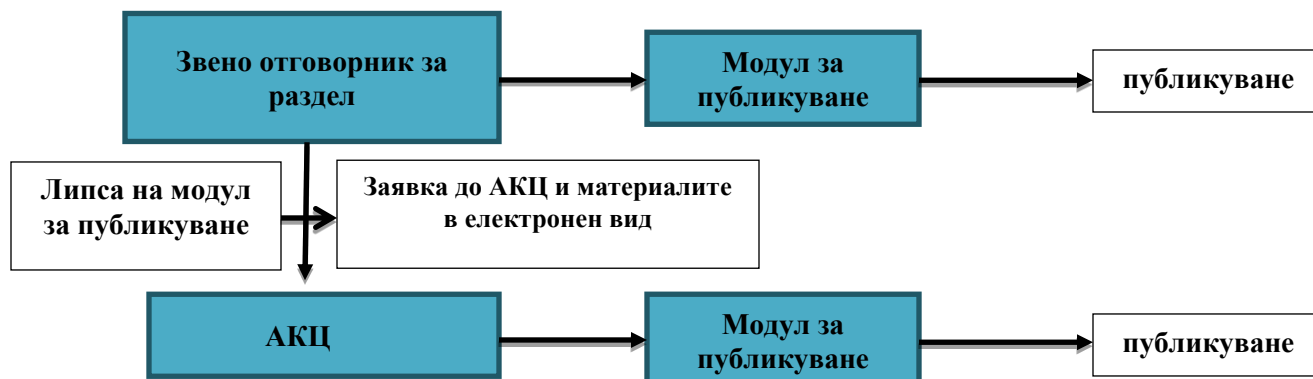 Звено отговорник за
раздел
Модул за
публикуване
публикуване
Липса на модул
за публикуване
Заявка до АКЦ и материалите
в електронен вид
АКЦ
Модул за
публикуване
публикуване